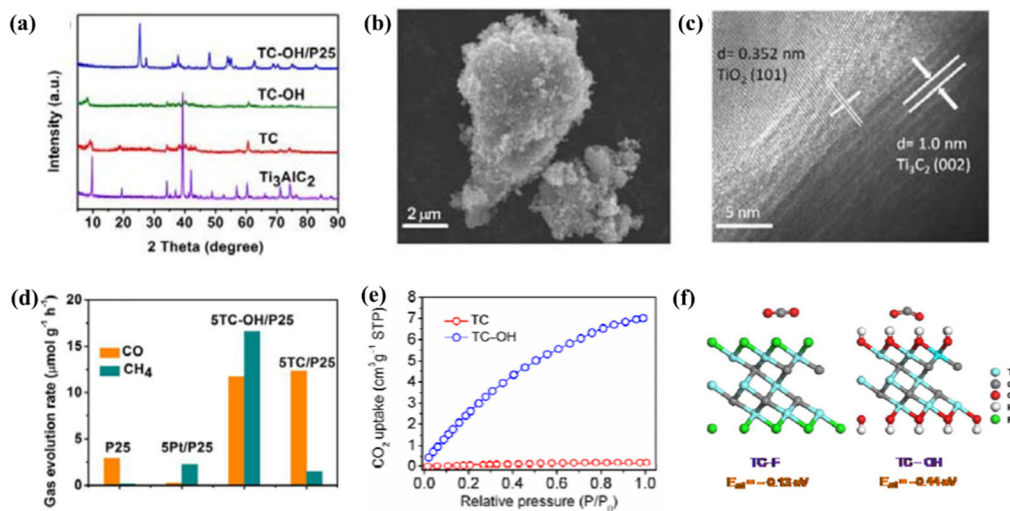 (a)
TC-OH/P25
TC-OH
TC
Ti3AlC2
Intensity (a.u.)
10 20 30 40 50 60 70 80 90
2 Theta (degree)
(b)
2 μm
(c)
d= 0.352 nm
TiO2 (101)
d= 1.0 nm
Ti3C2 (002)
5 nm
(d)
Gas evolution rate (μmol g-1 h-1)
20
15
10
5
0
CO
CH4
P25
5Pt/P25
5TC-OH/P25
5TC/P25
(e)
CO2 uptake (cm3g-1 STP)
8
7
6
5
4
3
2
1
0
TC
TC-OH
0.0 0.2 0.4 0.6 0.8 1.0
Relative pressure (P/P0)
(f)
TC-F
TC-OH